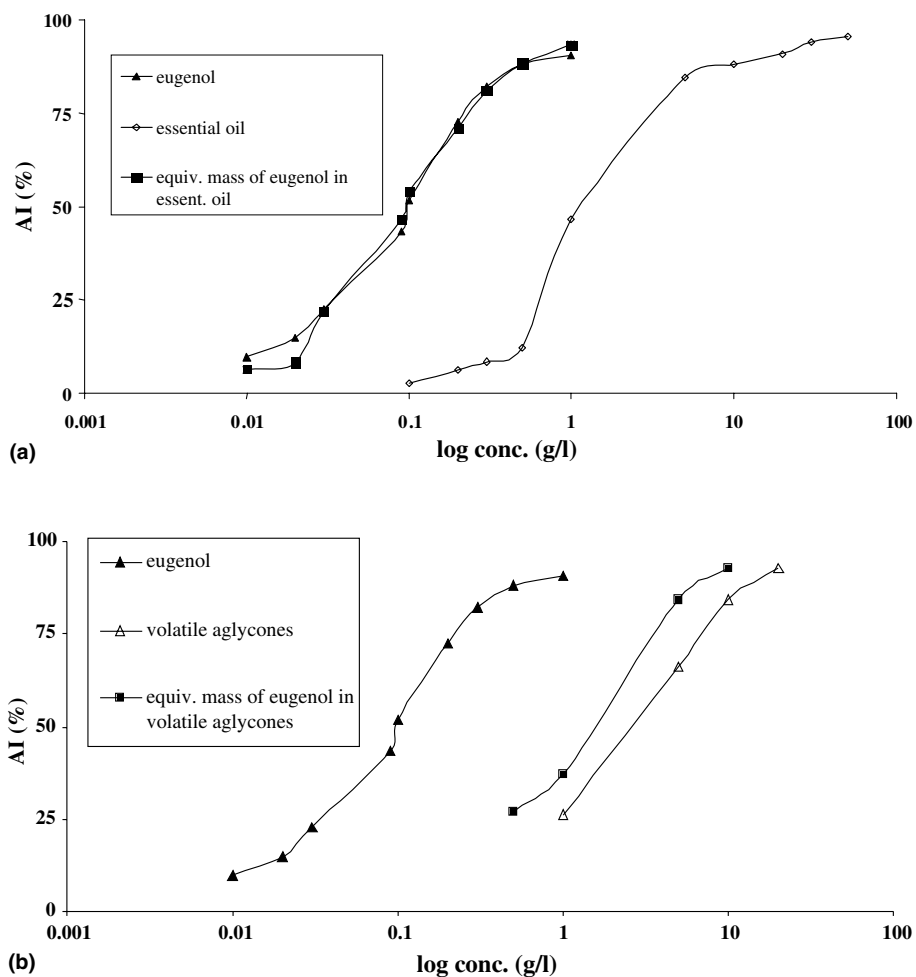 100
75
50
25
0
AI (%)
eugenol
essential oil
equiv. mass of eugenol in
essent. oil
0.001 0.01 0.1 1 10 100
(a)
log conc. (g/l)
100
75
50
25
0
AI (%)
eugenol
volatile aglycones
equiv. mass of eugenol in
volatile aglycones
0.001 0.01 0.1 1 10 100
(b)
log conc. (g/l)